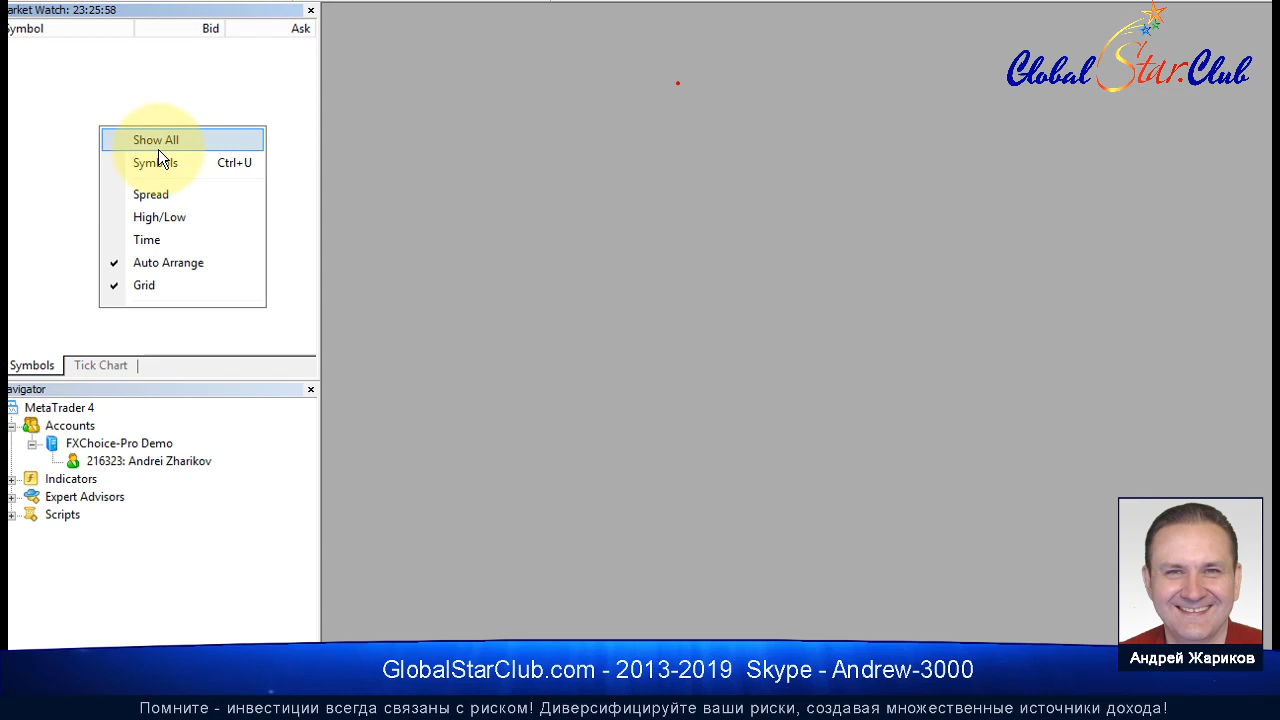 arket Watch: 23:25:58
ymbol Bid Ask
Global Star.Club
Show All
Symbols Ctrl+U
Spread
High/Low
Time
Auto Arrange
Grid
Symbols Tick Chart
avigator
MetaTrader 4
Accounts
FXChoice-Pro Demo
216323: Andrei Zharikov
Indicators
Expert Advisors
Scripts
Андрей Жариков
GlobalStarClub.com - 2013-2019 Skype - Andrew-3000
Помните - инвестиции всегда связаны с риском! Диверсифицируйте ваши риски, создавая множественные источники дохода!